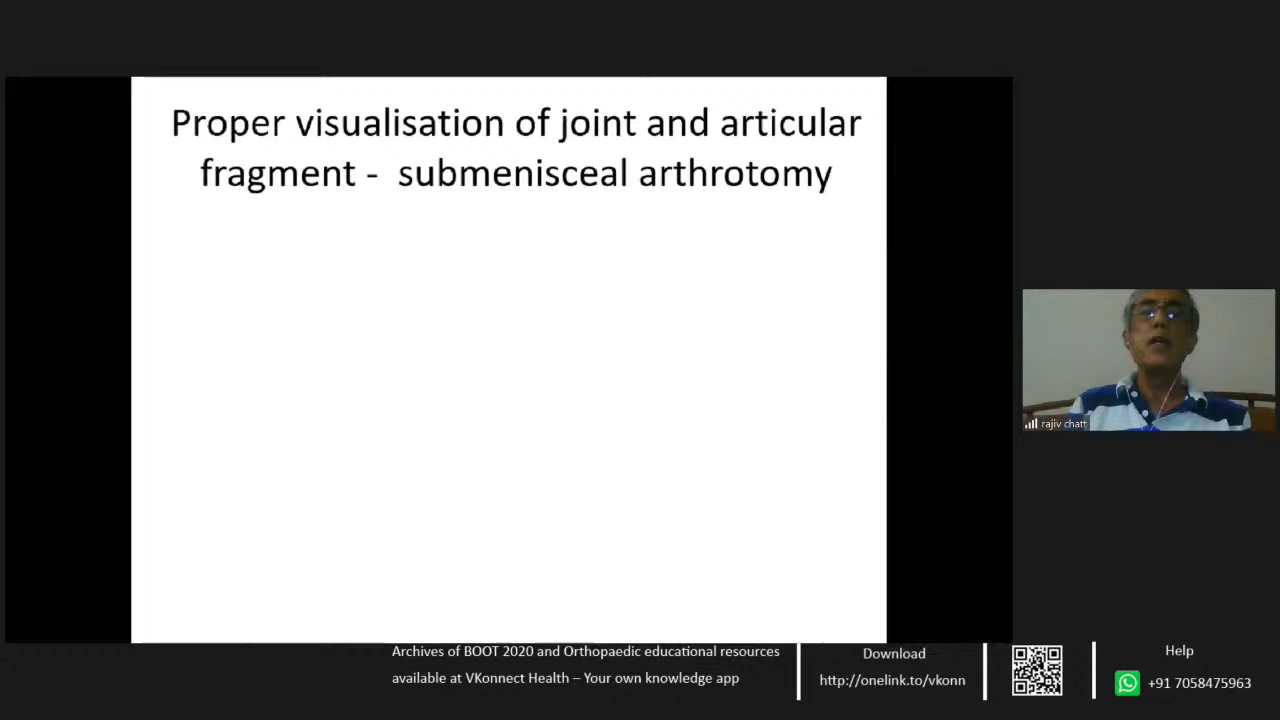 Proper visualisation of joint and articular
fragment - submenisceal arthrotomy
rajiv chatt
Archives of BOOT 2020 and Orthopaedic educational resources
available at VKonnect Health – Your own knowledge app
Download
http://onelink.to/vkonn
Help
+91 7058475963